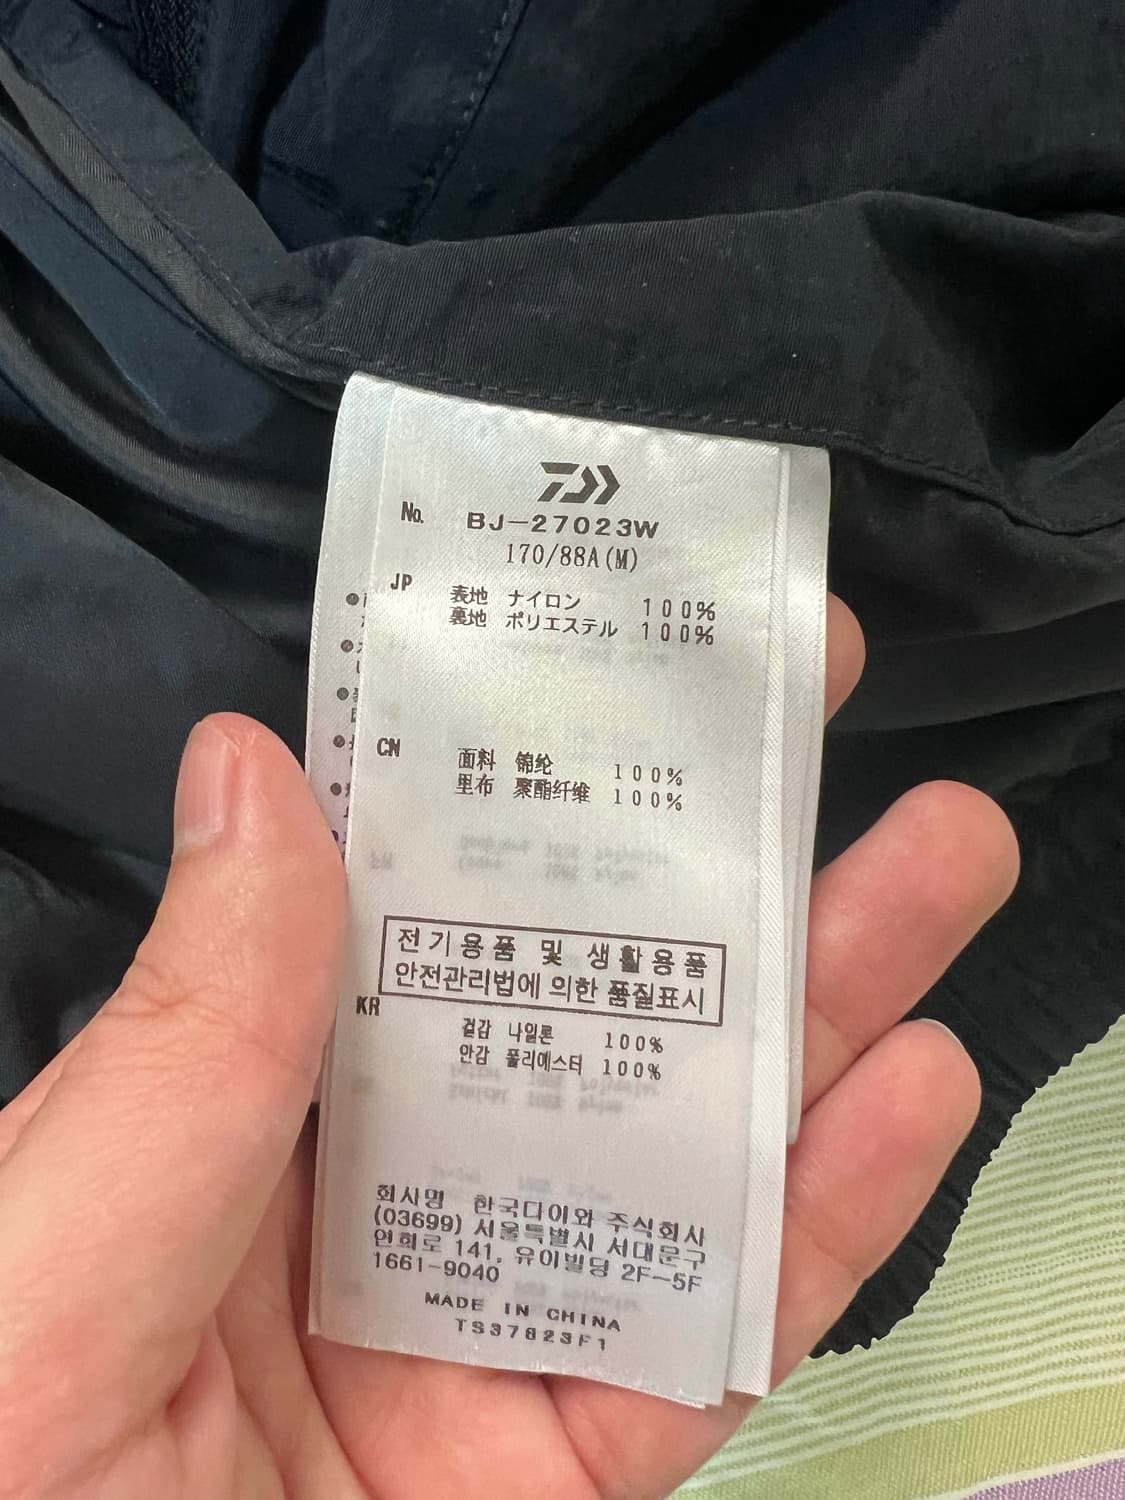 No. BJ-27023W
170/88A(M)
JP
表地 ナイロン 100%
裏地 ポリエステル 100%
CN
面料 锦纶 100%
里布 聚酯纤维 100%
전기용품 및 생활용품
안전관리법에 의한 품질표시
KR
겉감 나일론 100%
안감 폴리에스터 100%
회사명 한국다이와 주식회사
(03699) 서울특별시 서대문구
연희로 141, 유이빌딩 2F-5F
1661-9040
MADE IN CHINA
TS37823F1